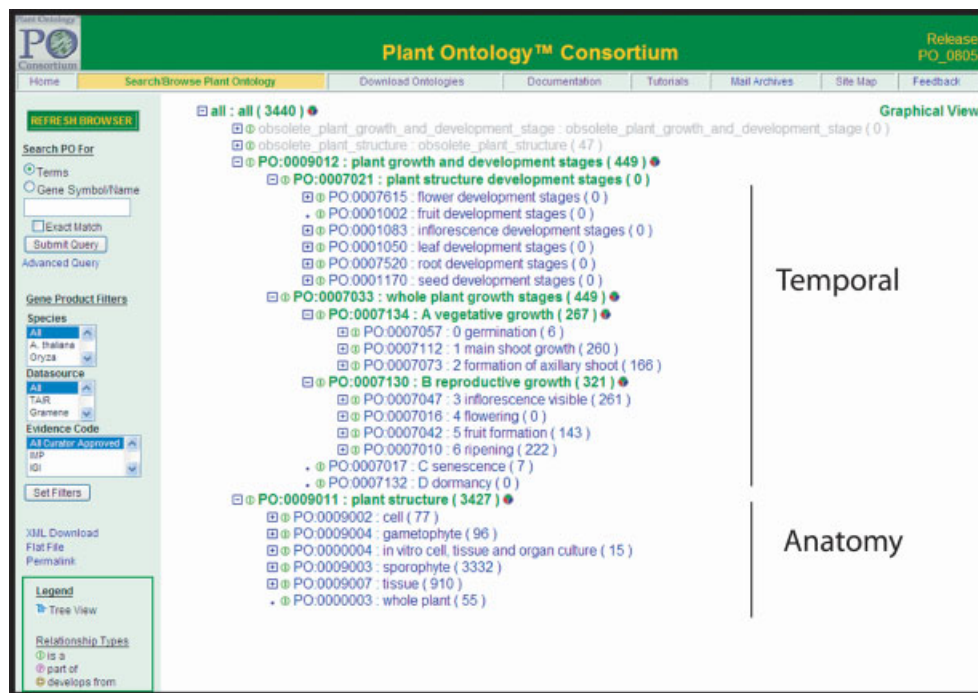 Plant Ontology
PO
Consortium
Plant Ontology™ Consortium
Release
PO_0805
Home Search/Browse Plant Ontology Download Ontologies Documentation Tutorials Mail Archives Site Map Feedback
REFRESH BROWSER
Search PO For
Terms
Gene Symbol/Name
Exact Match
Submit Query
Advanced Query
Gene Product Filters
Species
All
A. thaliana
Oryza
Datasource
All
TAIR
Gramene
Evidence Code
All Curator Approved
IMP
IGI
Set Filters
XML Download
Flat File
Permalink
Legend
Tree View
Relationship Types
is a
part of
develops from
all : all ( 3440 )
Graphical View
obsolete_plant_growth_and_development_stage : obsolete_plant_growth_and_development_stage ( 0 )
obsolete_plant_structure : obsolete_plant_structure ( 47 )
PO:0009012 : plant growth and development stages ( 449 )
PO:0007021 : plant structure development stages ( 0 )
PO:0007615 : flower development stages ( 0 )
PO:0001002 : fruit development stages ( 0 )
PO:0001083 : inflorescence development stages ( 0 )
PO:0001050 : leaf development stages ( 0 )
PO:0007520 : root development stages ( 0 )
PO:0001170 : seed development stages ( 0 )
PO:0007033 : whole plant growth stages ( 449 )
PO:0007134 : A vegetative growth ( 267 )
PO:0007057 : 0 germination ( 6 )
PO:0007112 : 1 main shoot growth ( 260 )
PO:0007073 : 2 formation of axillary shoot ( 166 )
PO:0007130 : B reproductive growth ( 321 )
PO:0007047 : 3 inflorescence visible ( 261 )
PO:0007016 : 4 flowering ( 0 )
PO:0007042 : 5 fruit formation ( 143 )
PO:0007010 : 6 ripening ( 222 )
PO:0007017 : C senescence ( 7 )
PO:0007132 : D dormancy ( 0 )
PO:0009011 : plant structure ( 3427 )
PO:0009002 : cell ( 77 )
PO:0009004 : gametophyte ( 96 )
PO:0000004 : in vitro cell, tissue and organ culture ( 15 )
PO:0009003 : sporophyte ( 3332 )
PO:0009007 : tissue ( 910 )
PO:0000003 : whole plant ( 55 )
Temporal
Anatomy